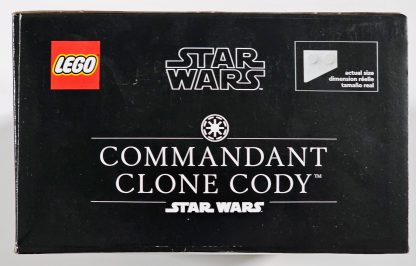 LEGO
STAR
WARS
actual size
dimension réelle
tamaño real
COMMANDANT
CLONE CODY™
STAR WARS